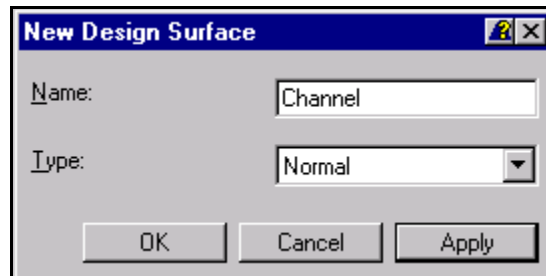 New Design Surface
Name: Channel
Type: Normal
OK Cancel Apply